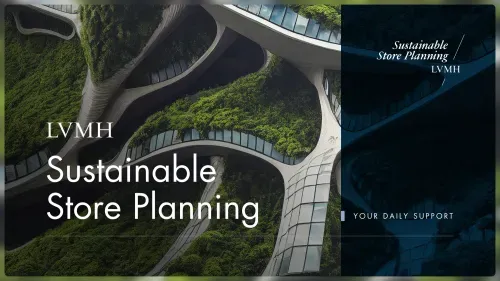 LVMH
Sustainable
Store Planning
Sustainable
Store Planning
LVMH
YOUR DAILY SUPPORT